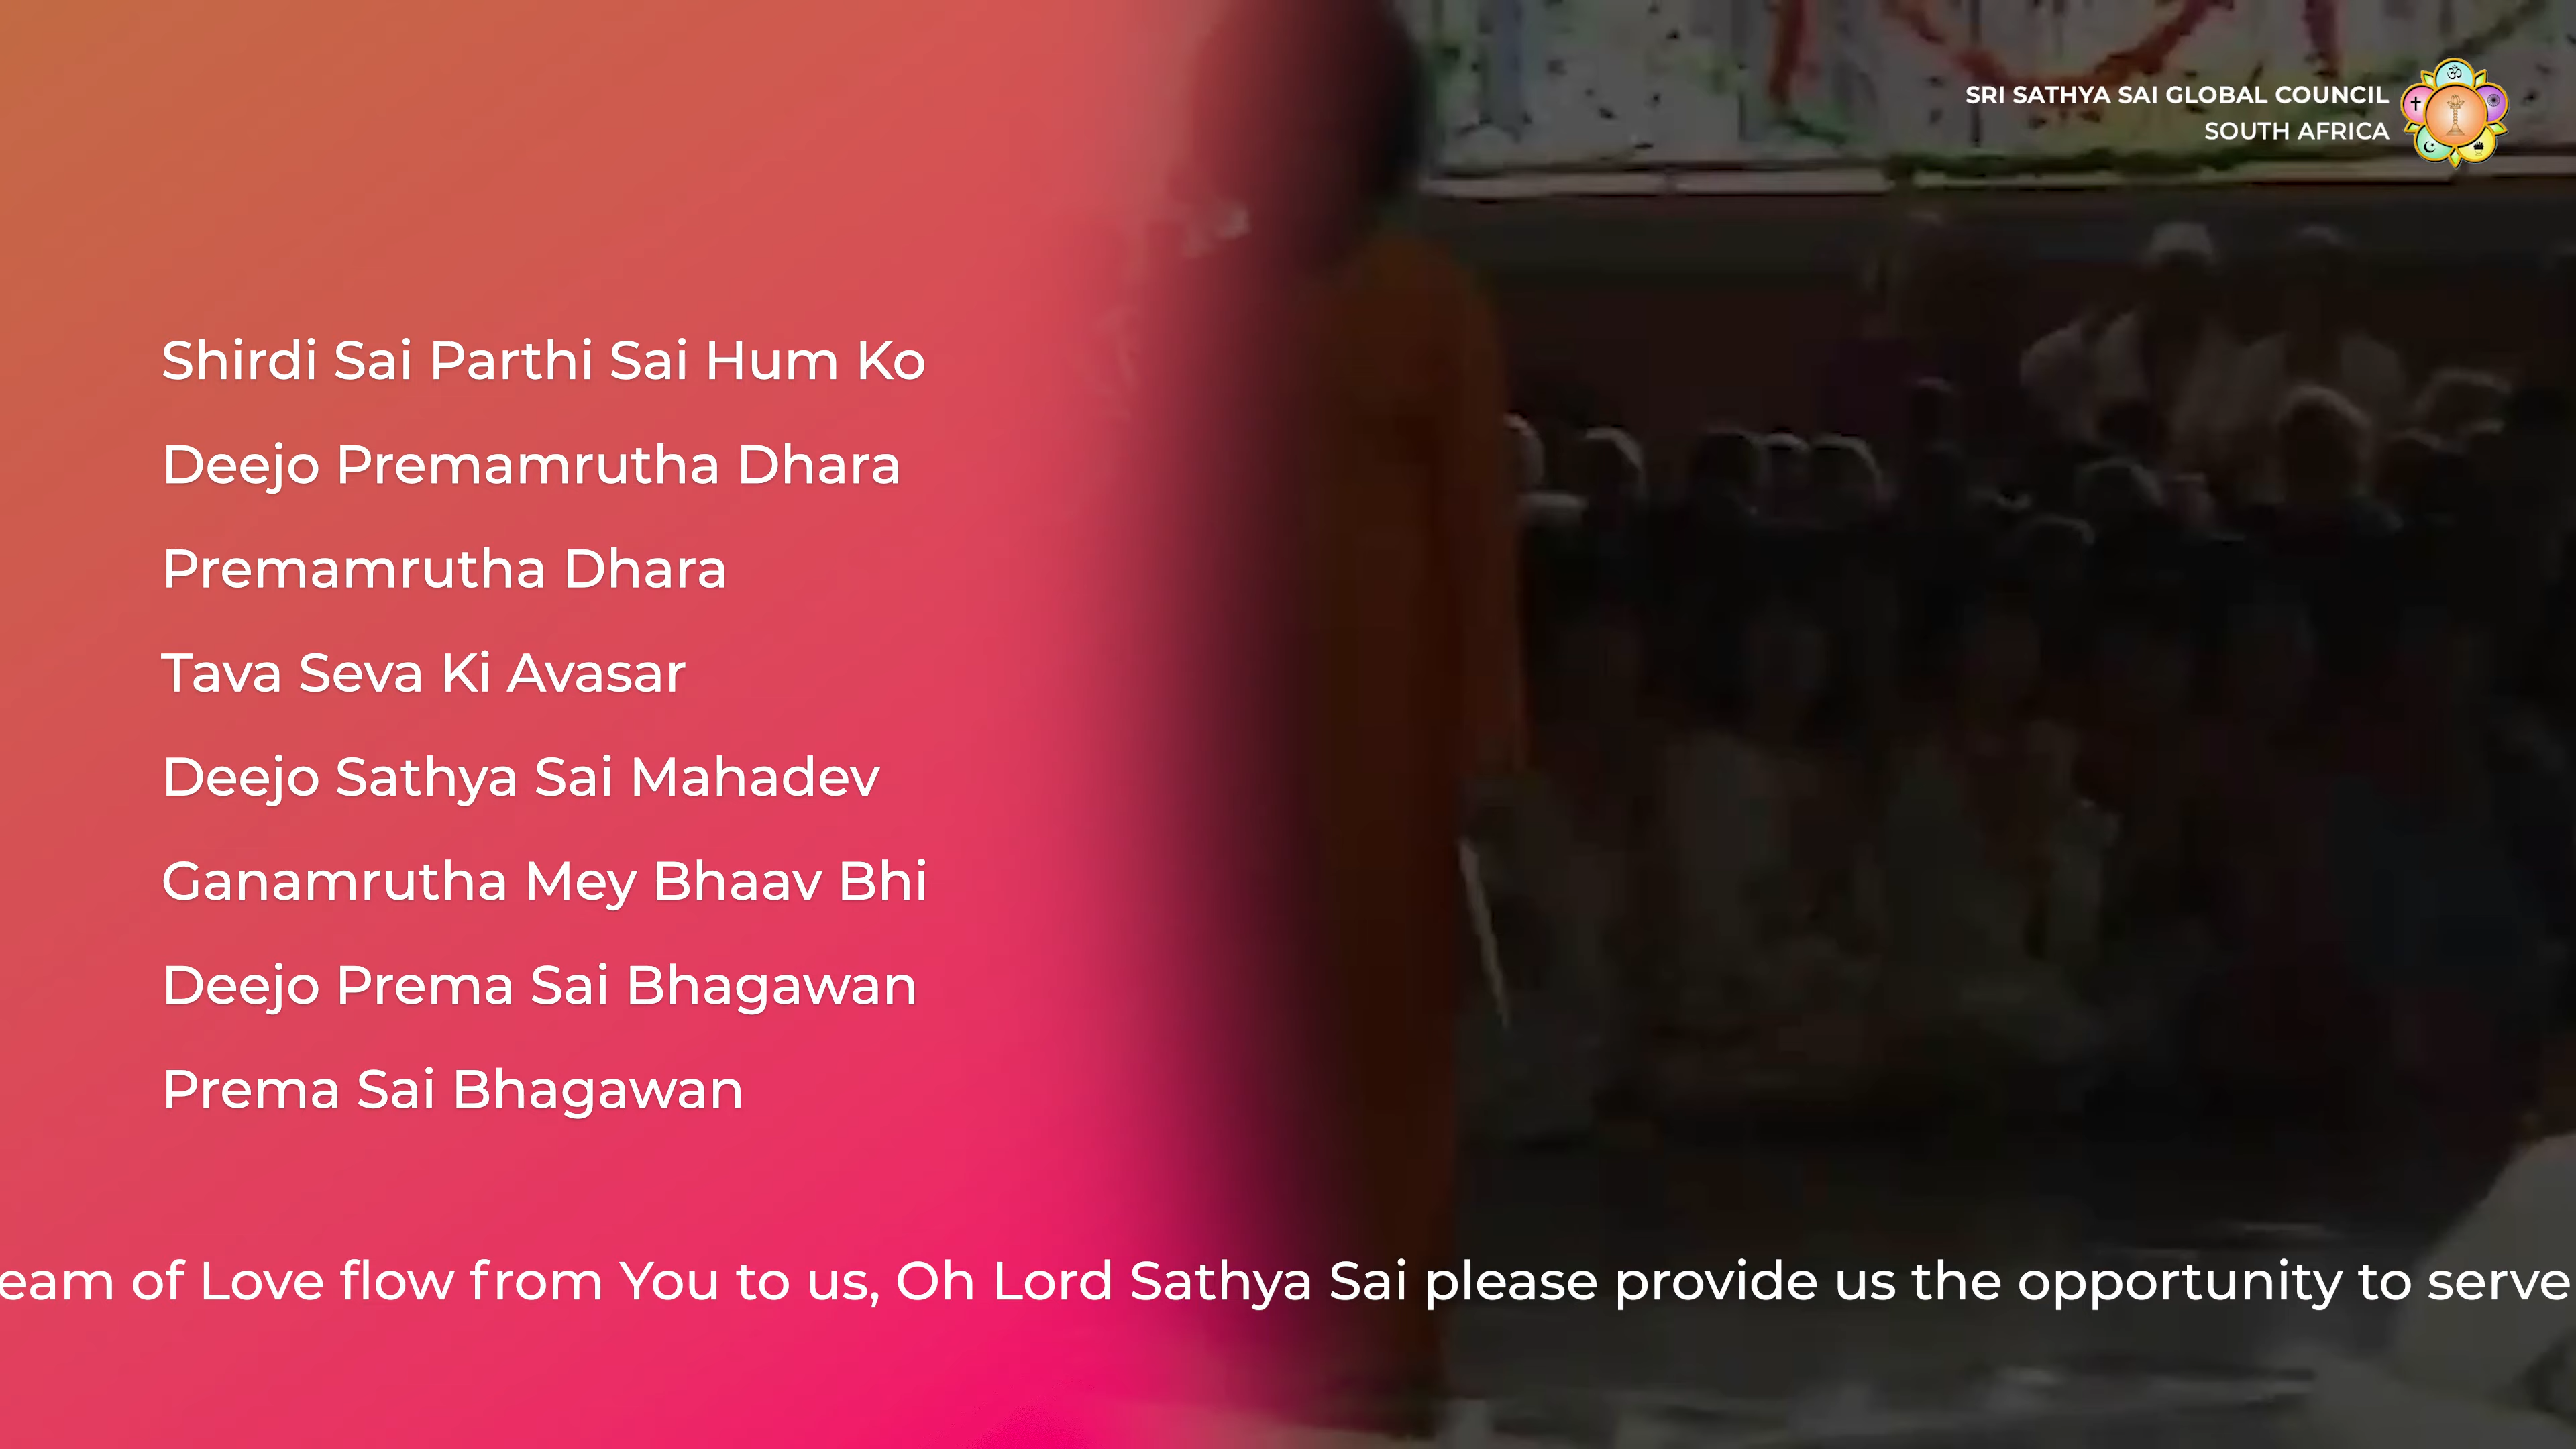 SRI SATHYA SAI GLOBAL COUNCIL
SOUTH AFRICA
Shirdi Sai Parthi Sai Hum Ko
Deejo Premamrutha Dhara
Premamrutha Dhara
Tava Seva Ki Avasar
Deejo Sathya Sai Mahadev
Ganamrutha Mey Bhaav Bhi
Deejo Prema Sai Bhagawan
Prema Sai Bhagawan
eam of Love flow from You to us, Oh Lord Sathya Sai please provide us the opportunity to serve